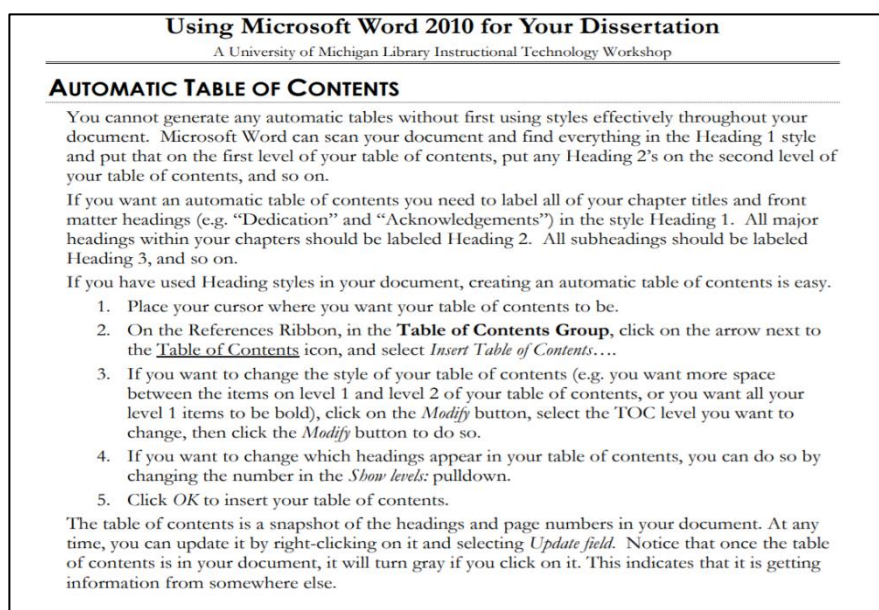 Using Microsoft Word 2010 for Your Dissertation
A University of Michigan Library Instructional Technology Workshop
AUTOMATIC TABLE OF CONTENTS
You cannot generate any automatic tables without first using styles effectively throughout your
document. Microsoft Word can scan your document and find everything in the Heading 1 style
and put that on the first level of your table of contents, put any Heading 2's on the second level of
your table of contents, and so on.
If you want an automatic table of contents you need to label all of your chapter titles and front
matter headings (e.g. "Dedication" and "Acknowledgements") in the style Heading 1. All major
headings within your chapters should be labeled Heading 2. All subheadings should be labeled
Heading 3, and so on.
If you have used Heading styles in your document, creating an automatic table of contents is easy.
1. Place your cursor where you want your table of contents to be.
2. On the References Ribbon, in the Table of Contents Group, click on the arrow next to
the Table of Contents icon, and select Insert Table of Contents….
3. If you want to change the style of your table of contents (e.g. you want more space
between the items on level 1 and level 2 of your table of contents, or you want all your
level 1 items to be bold), click on the Modify button, select the TOC level you want to
change, then click the Modify button to do so.
4. If you want to change which headings appear in your table of contents, you can do so by
changing the number in the Show levels: pulldown.
5. Click OK to insert your table of contents.
The table of contents is a snapshot of the headings and page numbers in your document. At any
time, you can update it by right-clicking on it and selecting Update field. Notice that once the table
of contents is in your document, it will turn gray if you click on it. This indicates that it is getting
information from somewhere else.